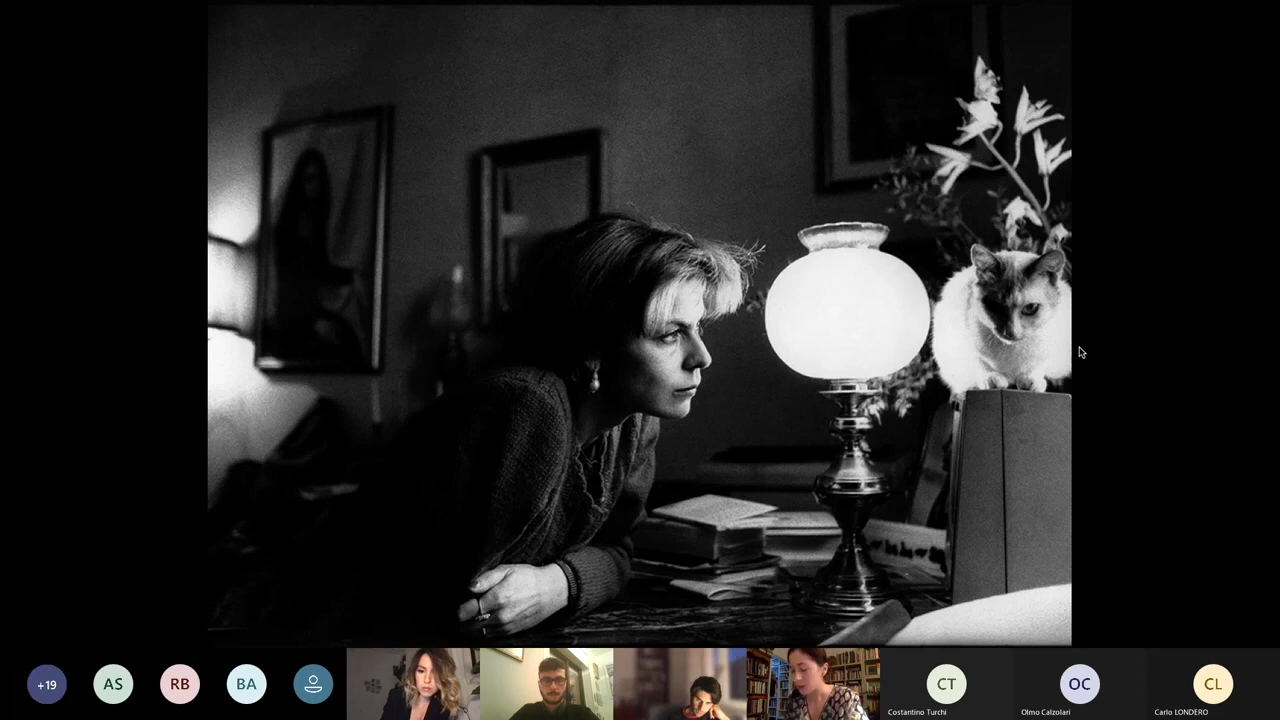 +19
AS
RB
BA
CT
Costantino Turchi
OC
Olmo Calzolari
CL
Carlo LONDERO